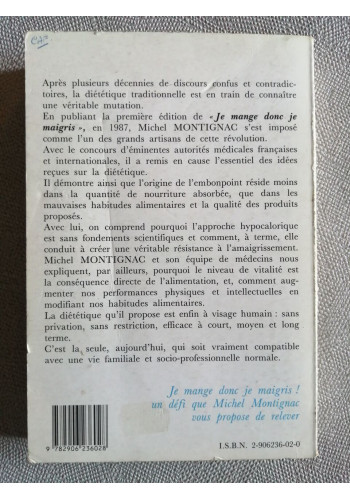 Après plusieurs décennies de discours confus et contradic-
toires, la diététique traditionnelle est en train de connaître
une véritable mutation.
En publiant la première édition de « Je mange donc je
maigris », en 1987, Michel MONTIGNAC s'est imposé
comme l'un des grands artisans de cette révolution.
Avec le concours d'éminentes autorités médicales françaises
et internationales, il a remis en cause l'essentiel des idées
reçues sur la diététique.
Il démontre ainsi que l'origine de l'embonpoint réside moins
dans la quantité de nourriture absorbée, que dans les
mauvaises habitudes alimentaires et la qualité des produits
proposés.
Avec lui, on comprend pourquoi l'approche hypocalorique
est sans fondements scientifiques et comment, à terme, elle
conduit à créer une véritable résistance à l'amaigrissement.
Michel MONTIGNAC et son équipe de médecins nous
expliquent, par ailleurs, pourquoi le niveau de vitalité est
la conséquence directe de l'alimentation, et, comment aug-
menter nos performances physiques et intellectuelles en
modifiant nos habitudes alimentaires.
La diététique qu'il propose est enfin à visage humain : sans
privation, sans restriction, efficace à court, moyen et long
terme.
C'est la seule, aujourd'hui, qui soit vraiment compatible
avec une vie familiale et socio-professionnelle normale.
Je mange donc je maigris !
un défi que Michel Montignac
vous propose de relever
9 782906 236028
I.S.B.N. 2-906236-02-0